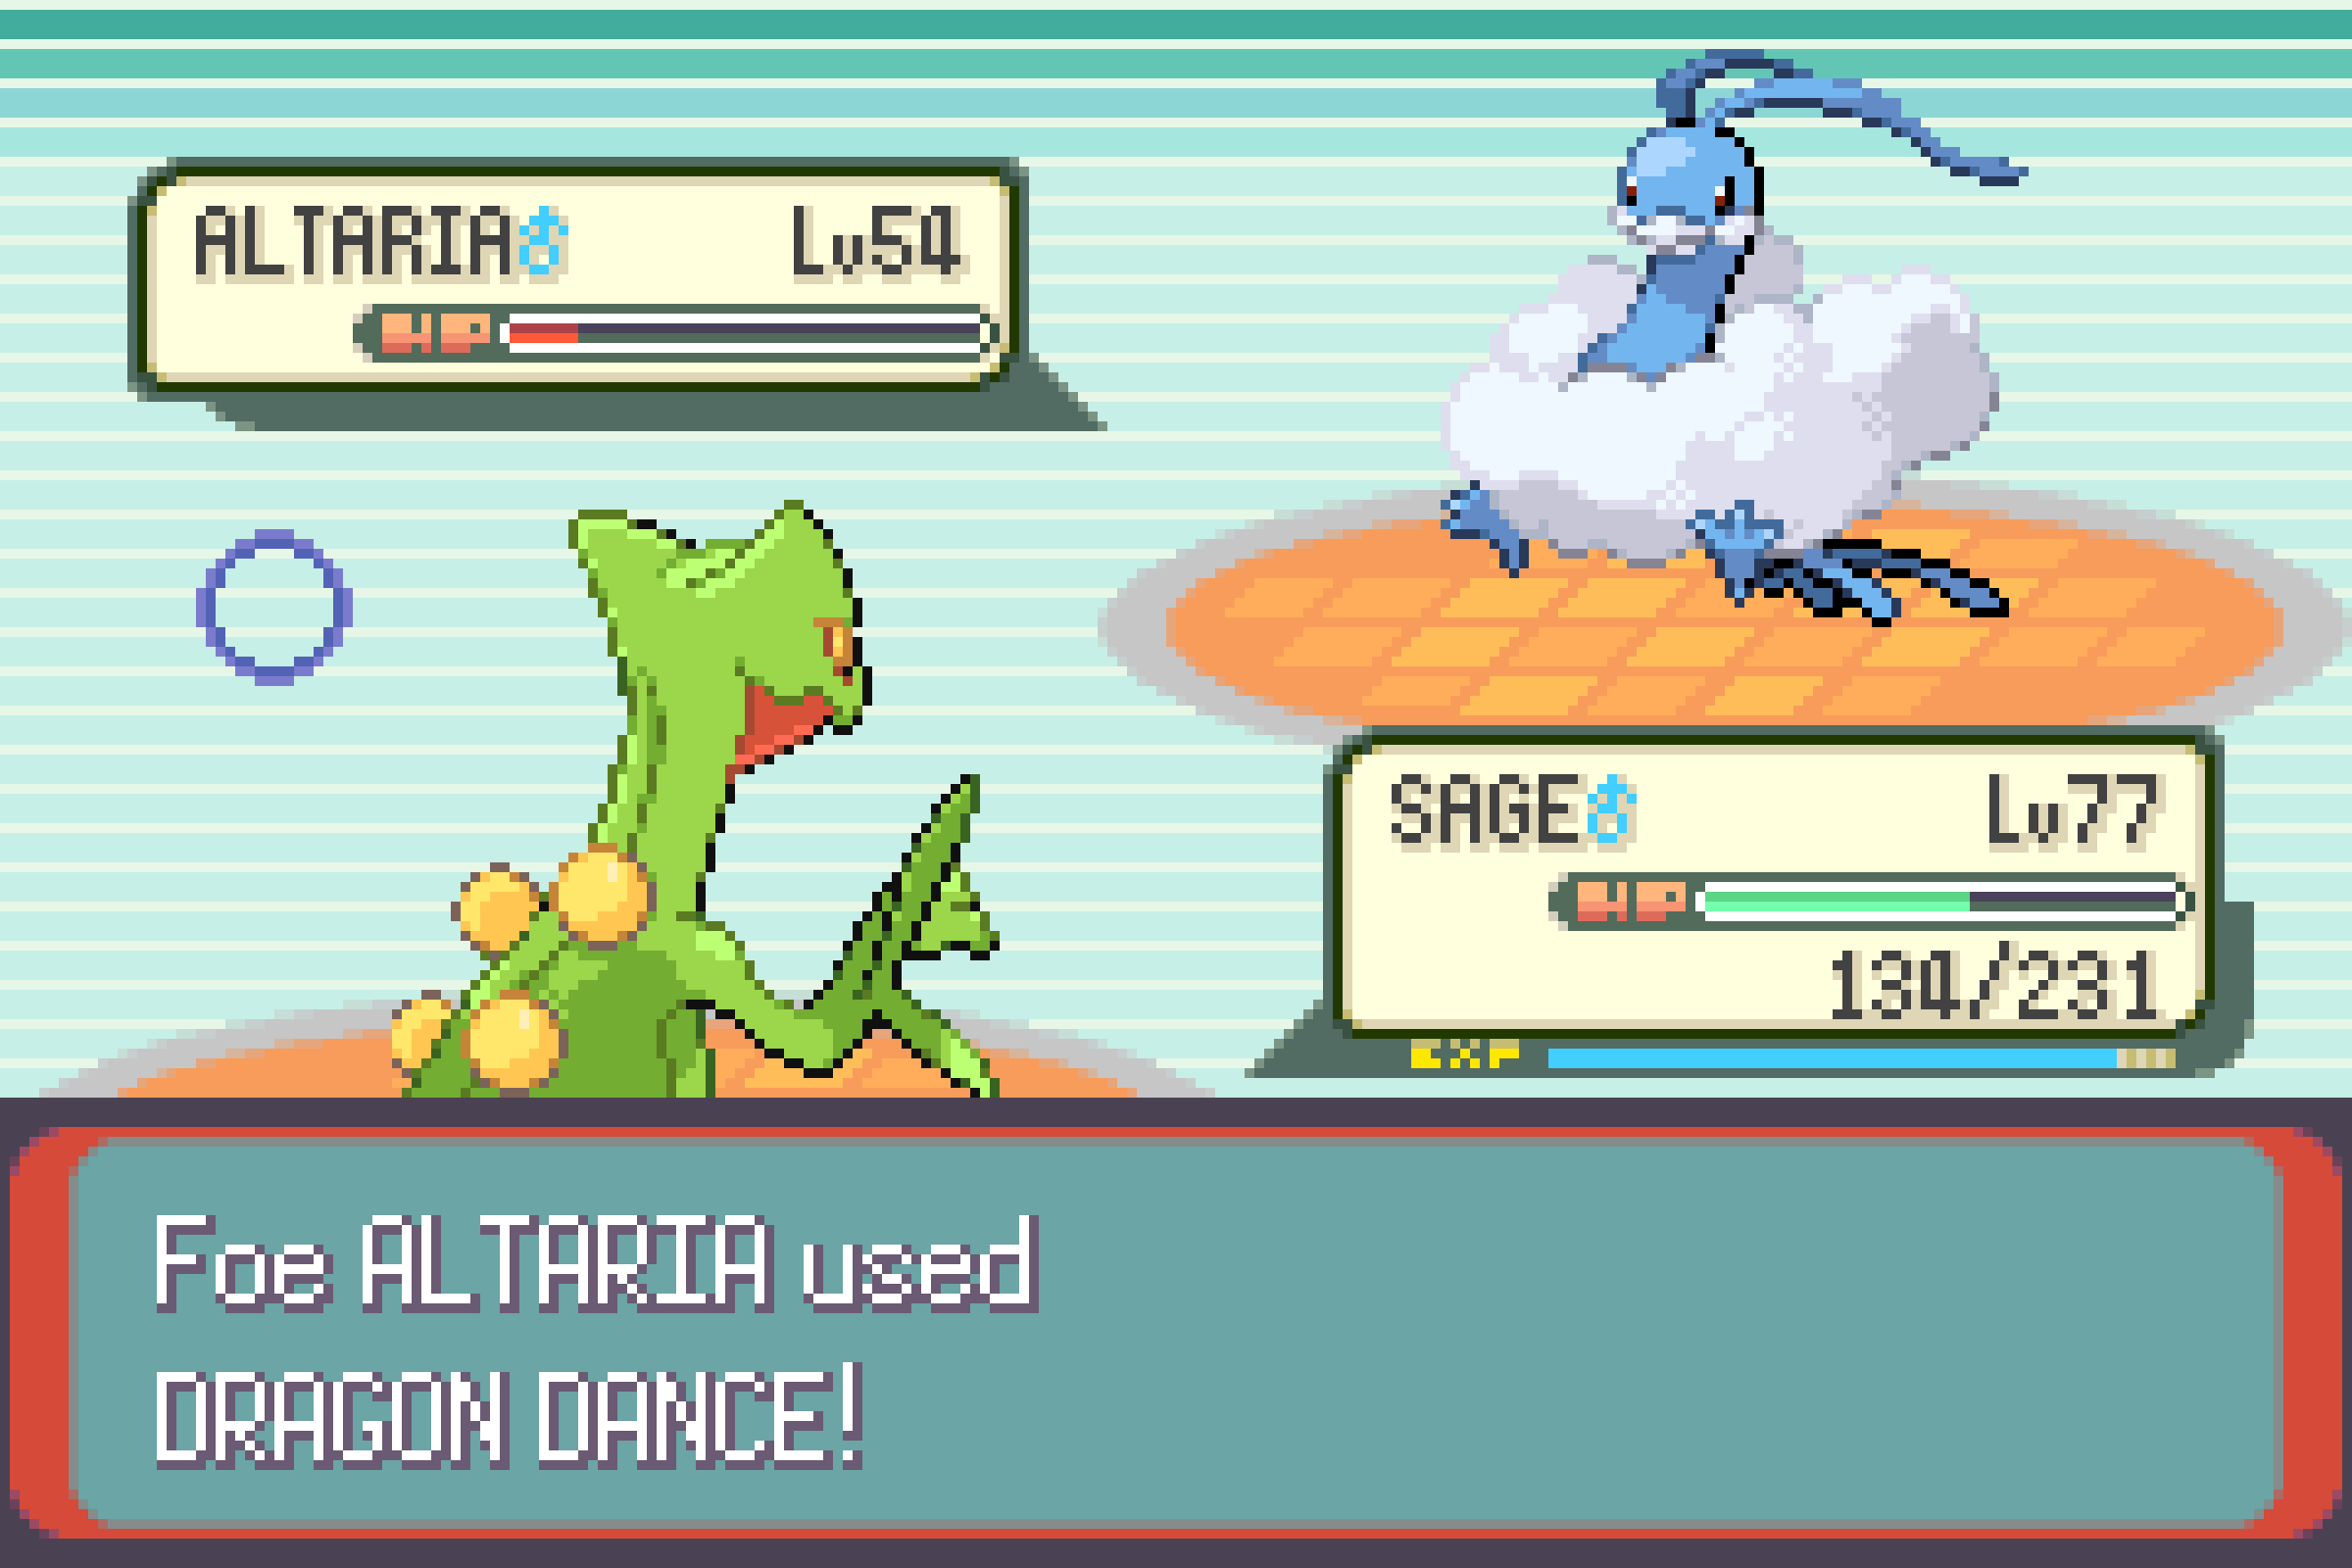 ALTARIA♂ Lv54
HP
SAGE♂ Lv77
HP
134/231
EXP
Foe ALTARIA used
DRAGON DANCE!